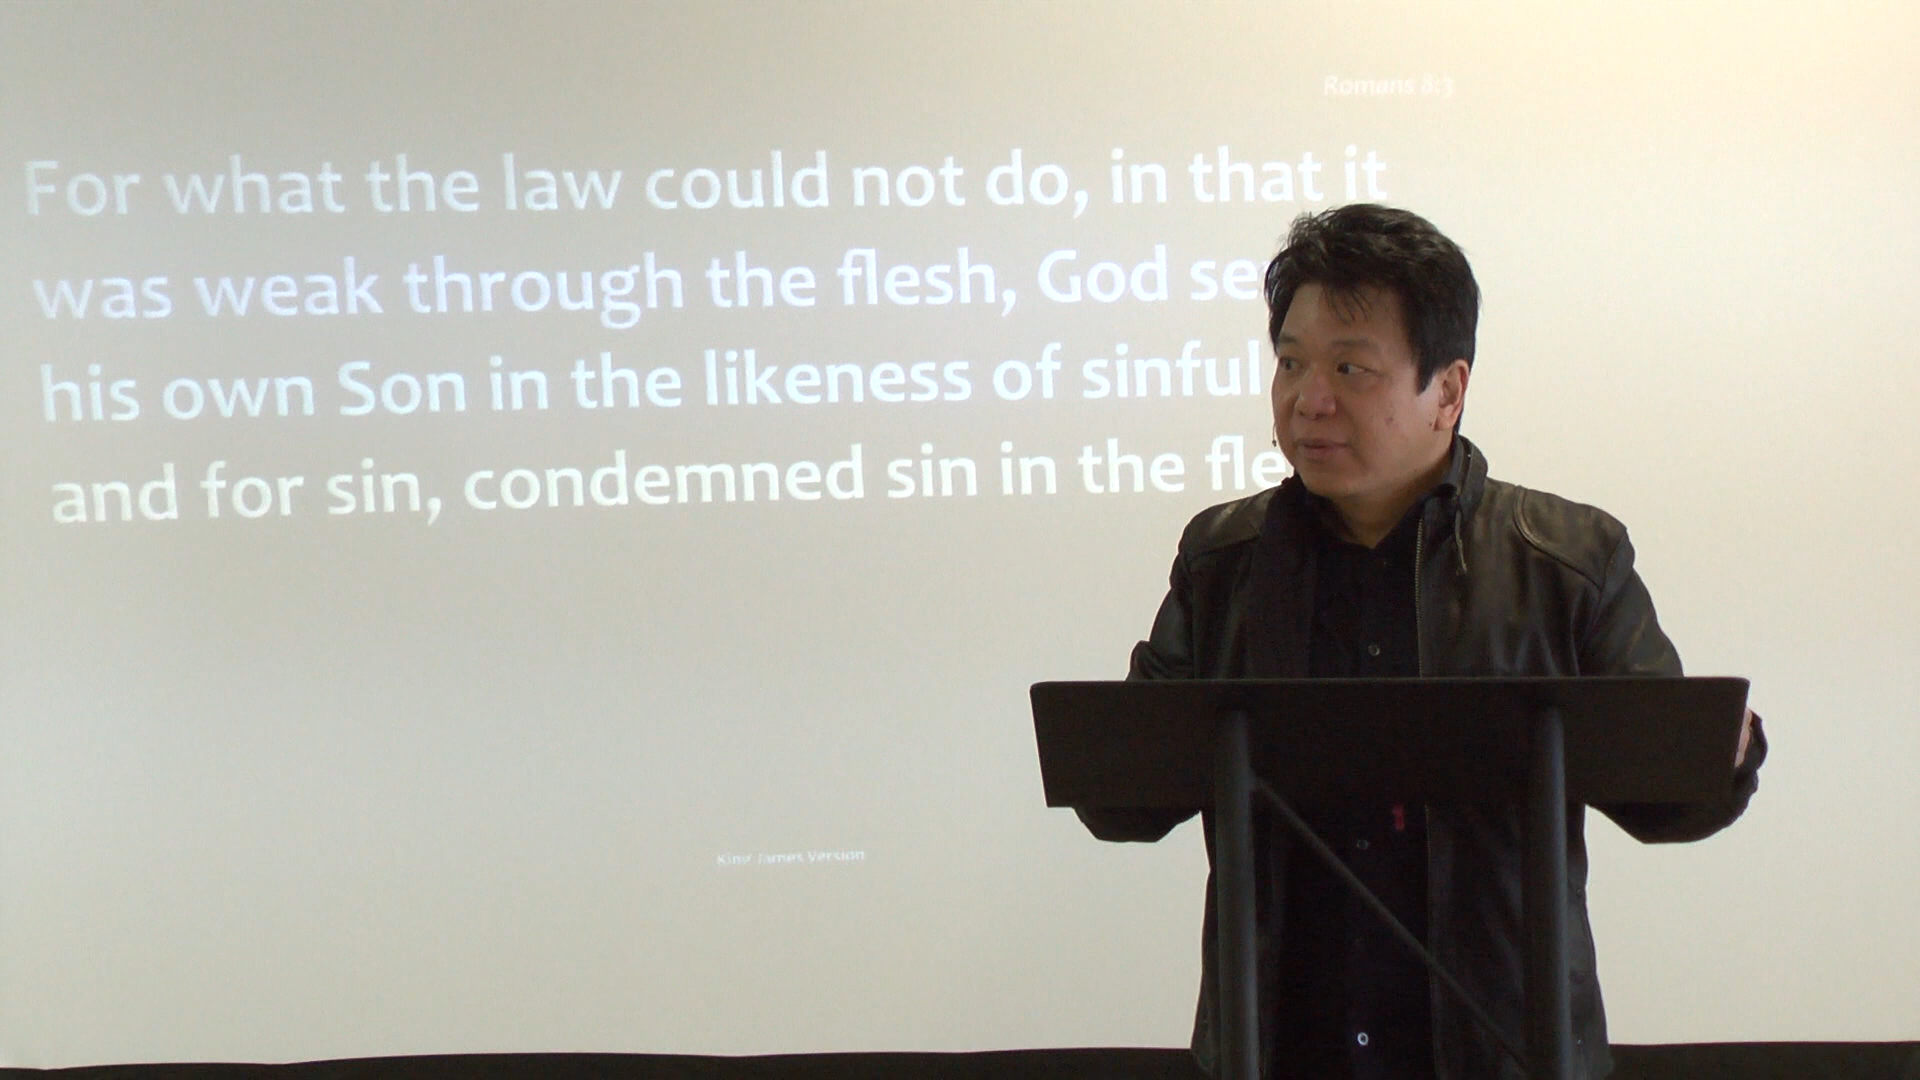 Romans 8:3
For what the law could not do, in that it
was weak through the flesh, God se
his own Son in the likeness of sinful
and for sin, condemned sin in the fle
King James Version